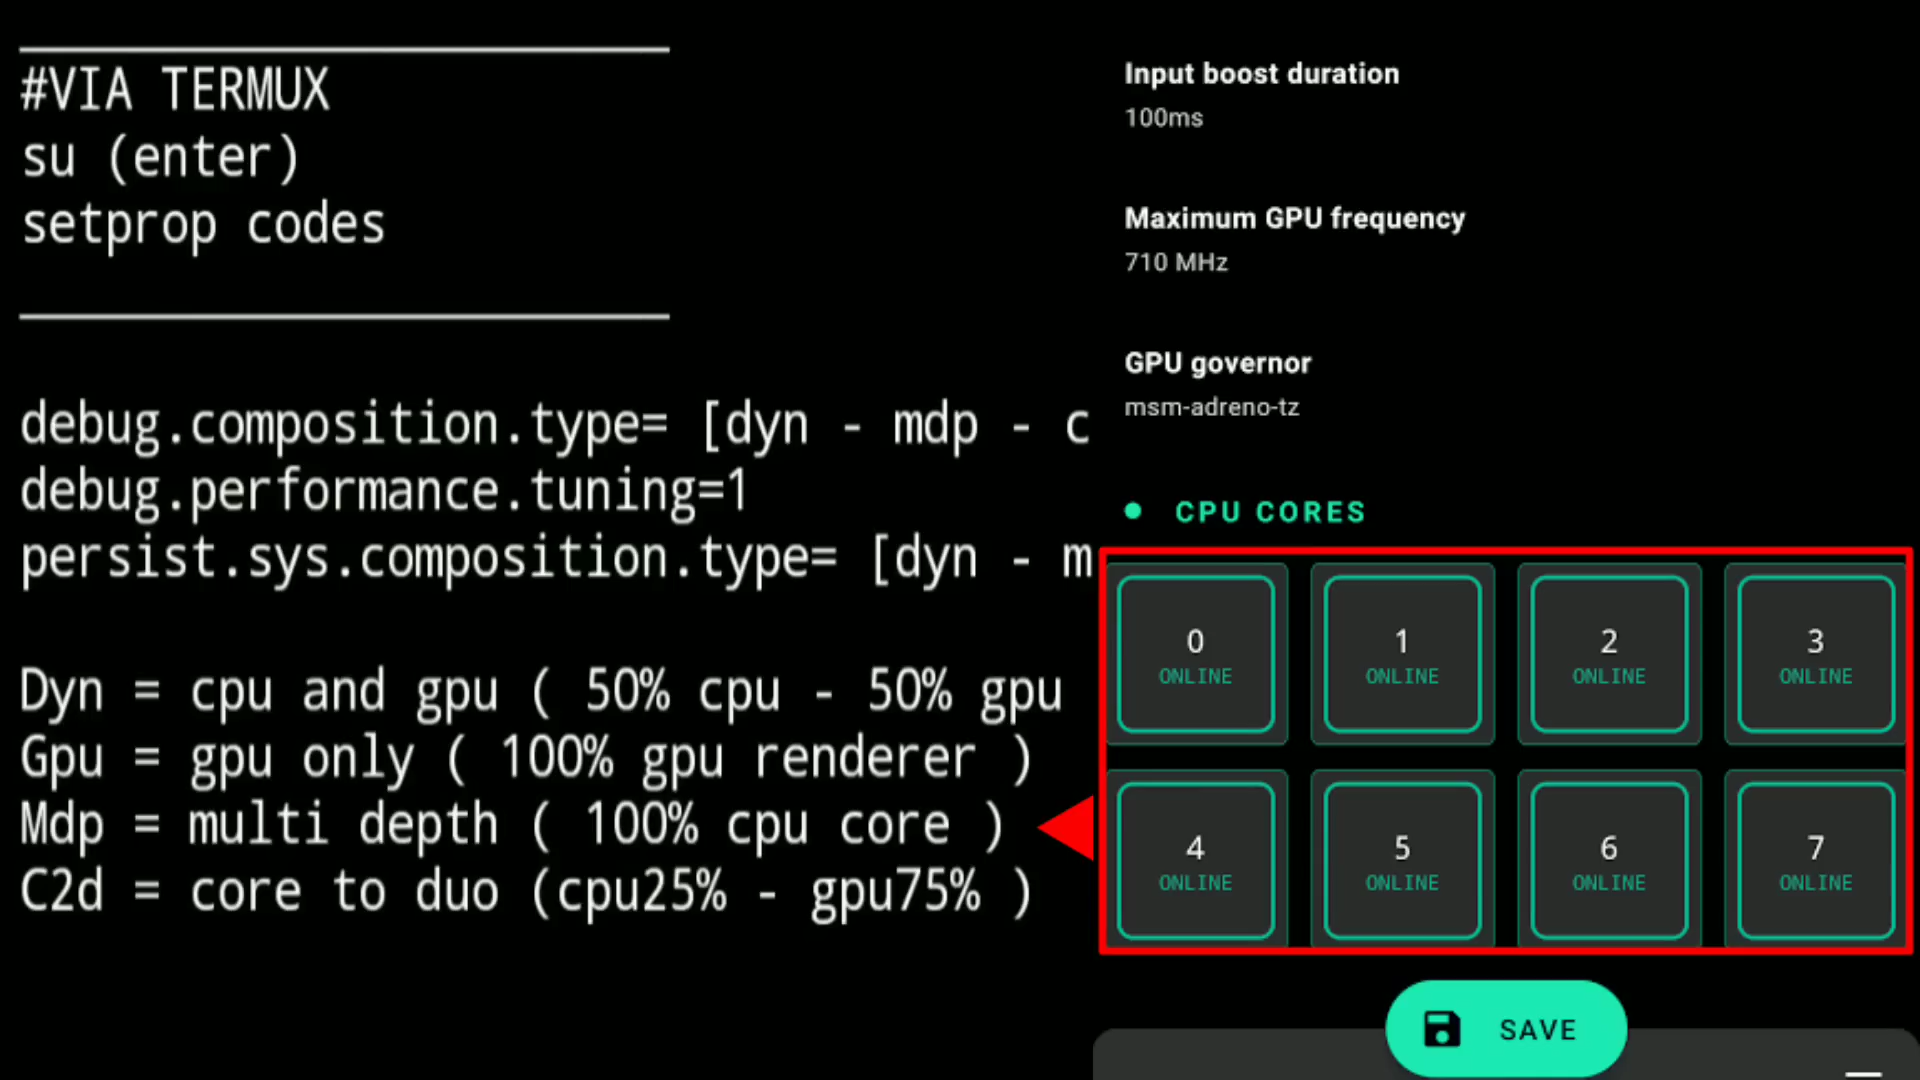 #VIA TERMUX
su (enter)
setprop codes
debug.composition.type= [dyn - mdp - c
debug.performance.tuning=1
persist.sys.composition.type= [dyn - m
Dyn = cpu and gpu ( 50% cpu - 50% gpu
Gpu = gpu only ( 100% gpu renderer )
Mdp = multi depth ( 100% cpu core )
C2d = core to duo (cpu25% - gpu75% )
Input boost duration
100ms
Maximum GPU frequency
710 MHz
GPU governor
msm-adreno-tz
CPU CORES
0 1 2 3
ONLINE ONLINE ONLINE ONLINE
4 5 6 7
ONLINE ONLINE ONLINE ONLINE
SAVE